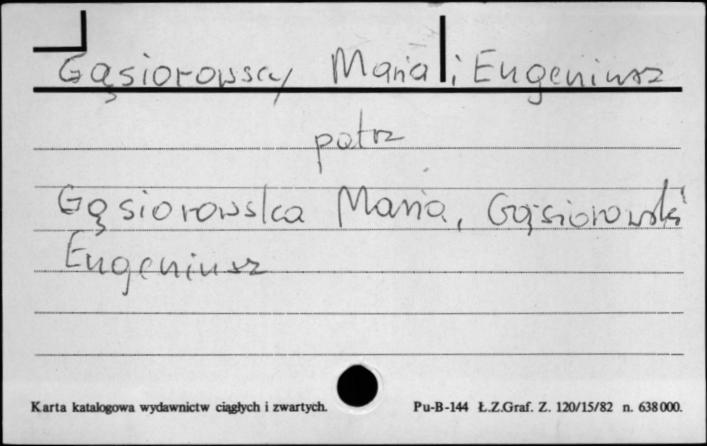 Gąsiorowscy Maria i Eugeniusz
patrz
Gąsiorowska Maria, Gąsiorowski
Eugeniusz
Karta katalogowa wydawnictw ciągłych i zwartych. Pu-B-144 Ł.Z.Graf. Z. 120/15/82 n. 638000.